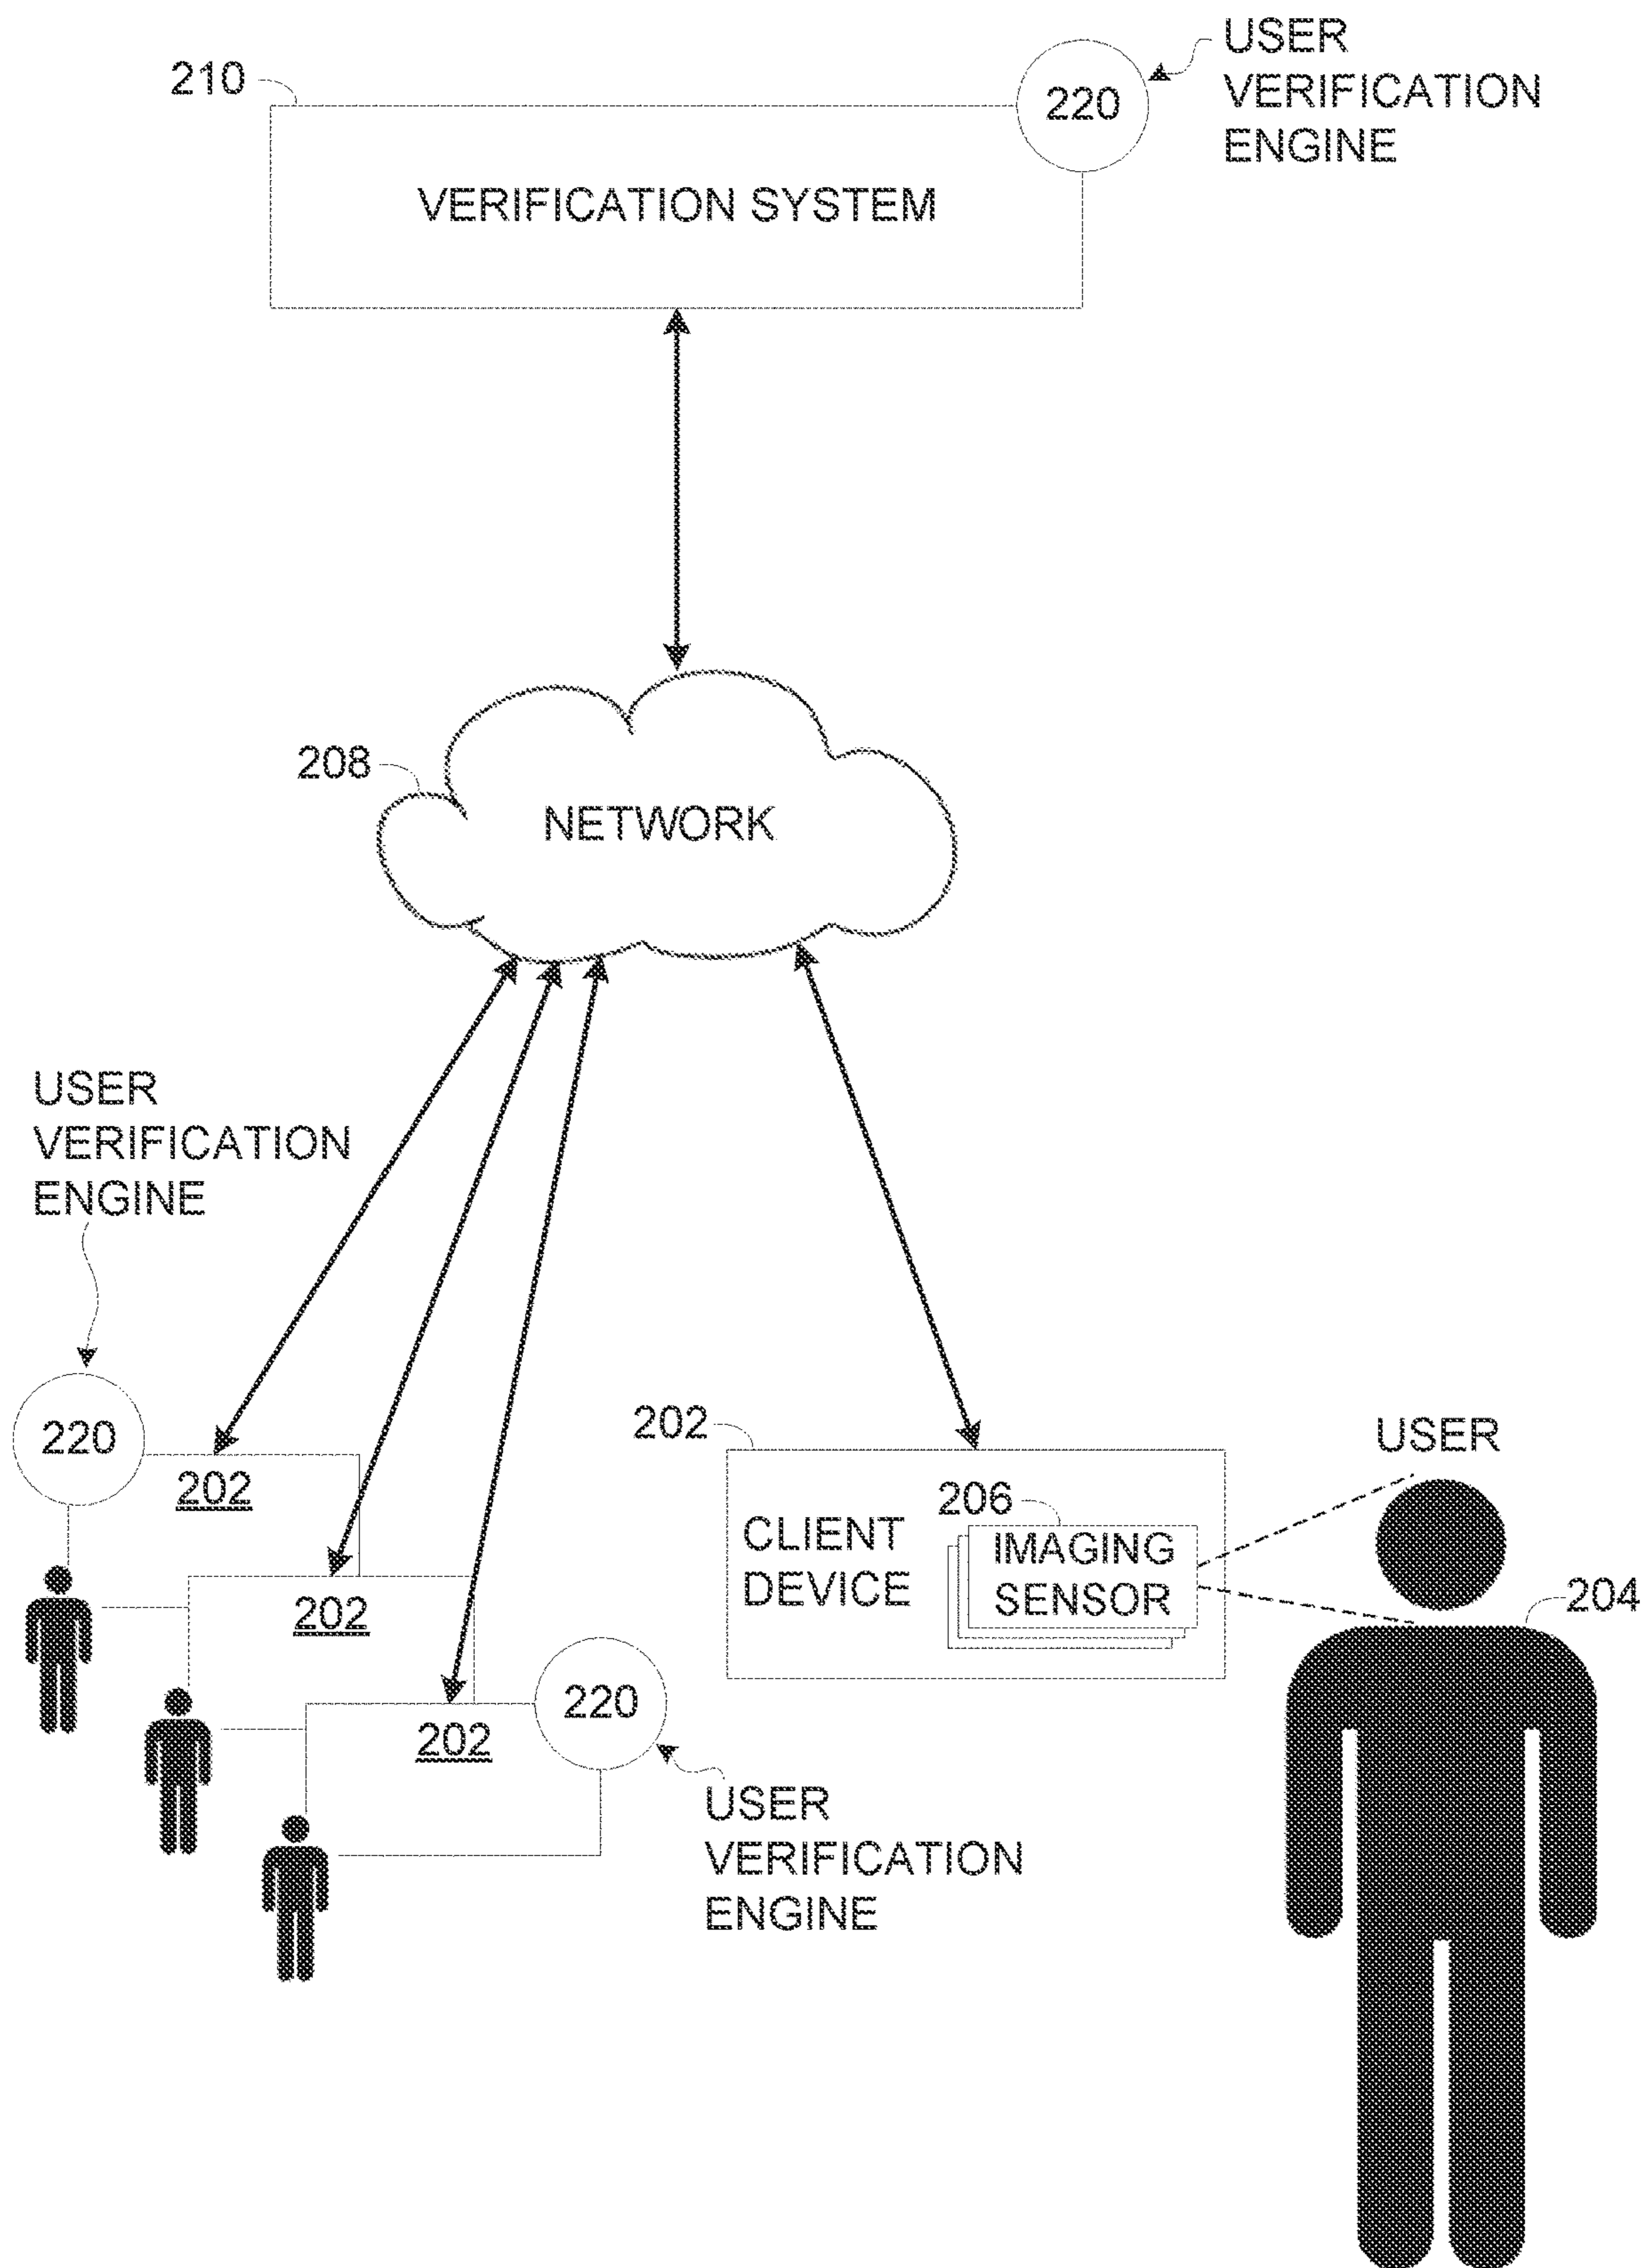 USER
VERIFICATION
ENGINE
210
220
VERIFICATION SYSTEM
208
NETWORK
USER
VERIFICATION
ENGINE
220
202
202
202
220
USER
VERIFICATION
ENGINE
202
CLIENT
DEVICE
206
IMAGING
SENSOR
USER
204